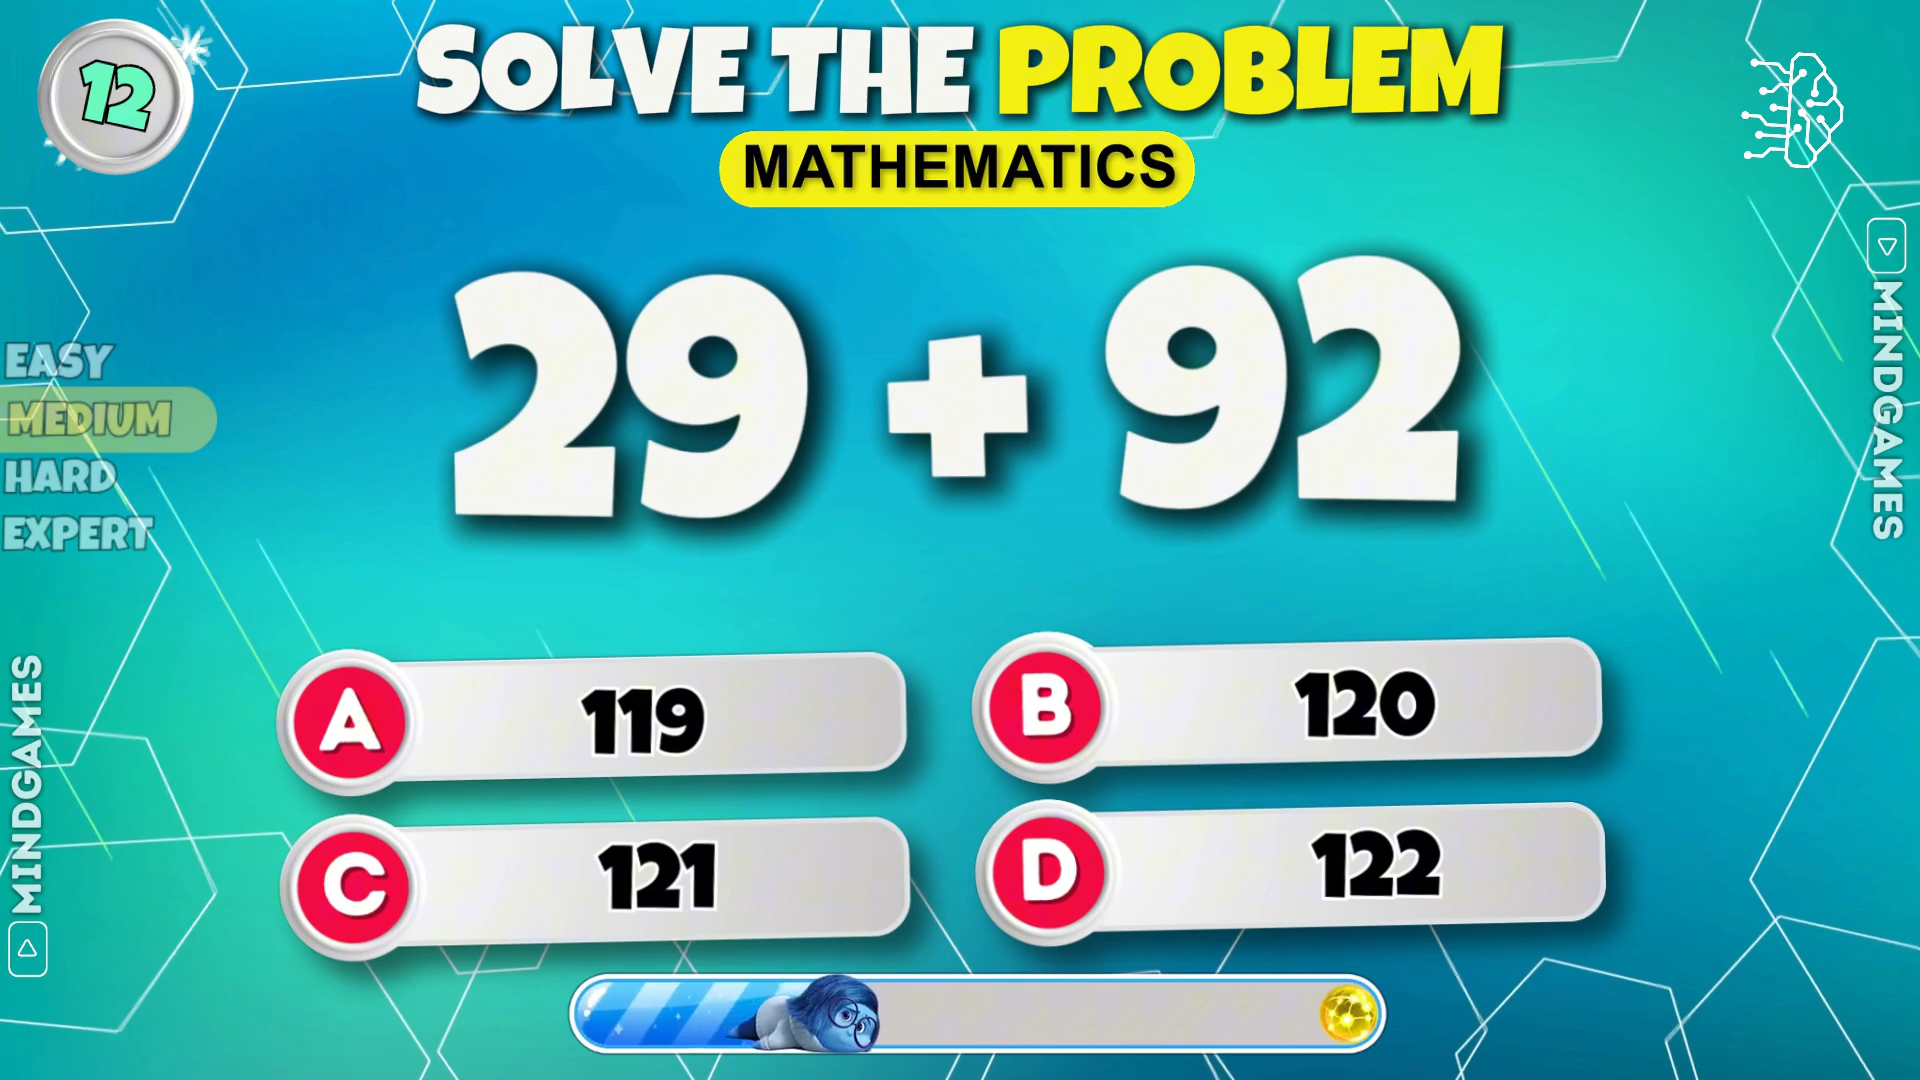 12
SOLVE THE PROBLEM
MATHEMATICS
29 + 92
EASY
MEDIUM
HARD
EXPERT
A 119
B 120
C 121
D 122
MINDGAMES
MINDGAMES